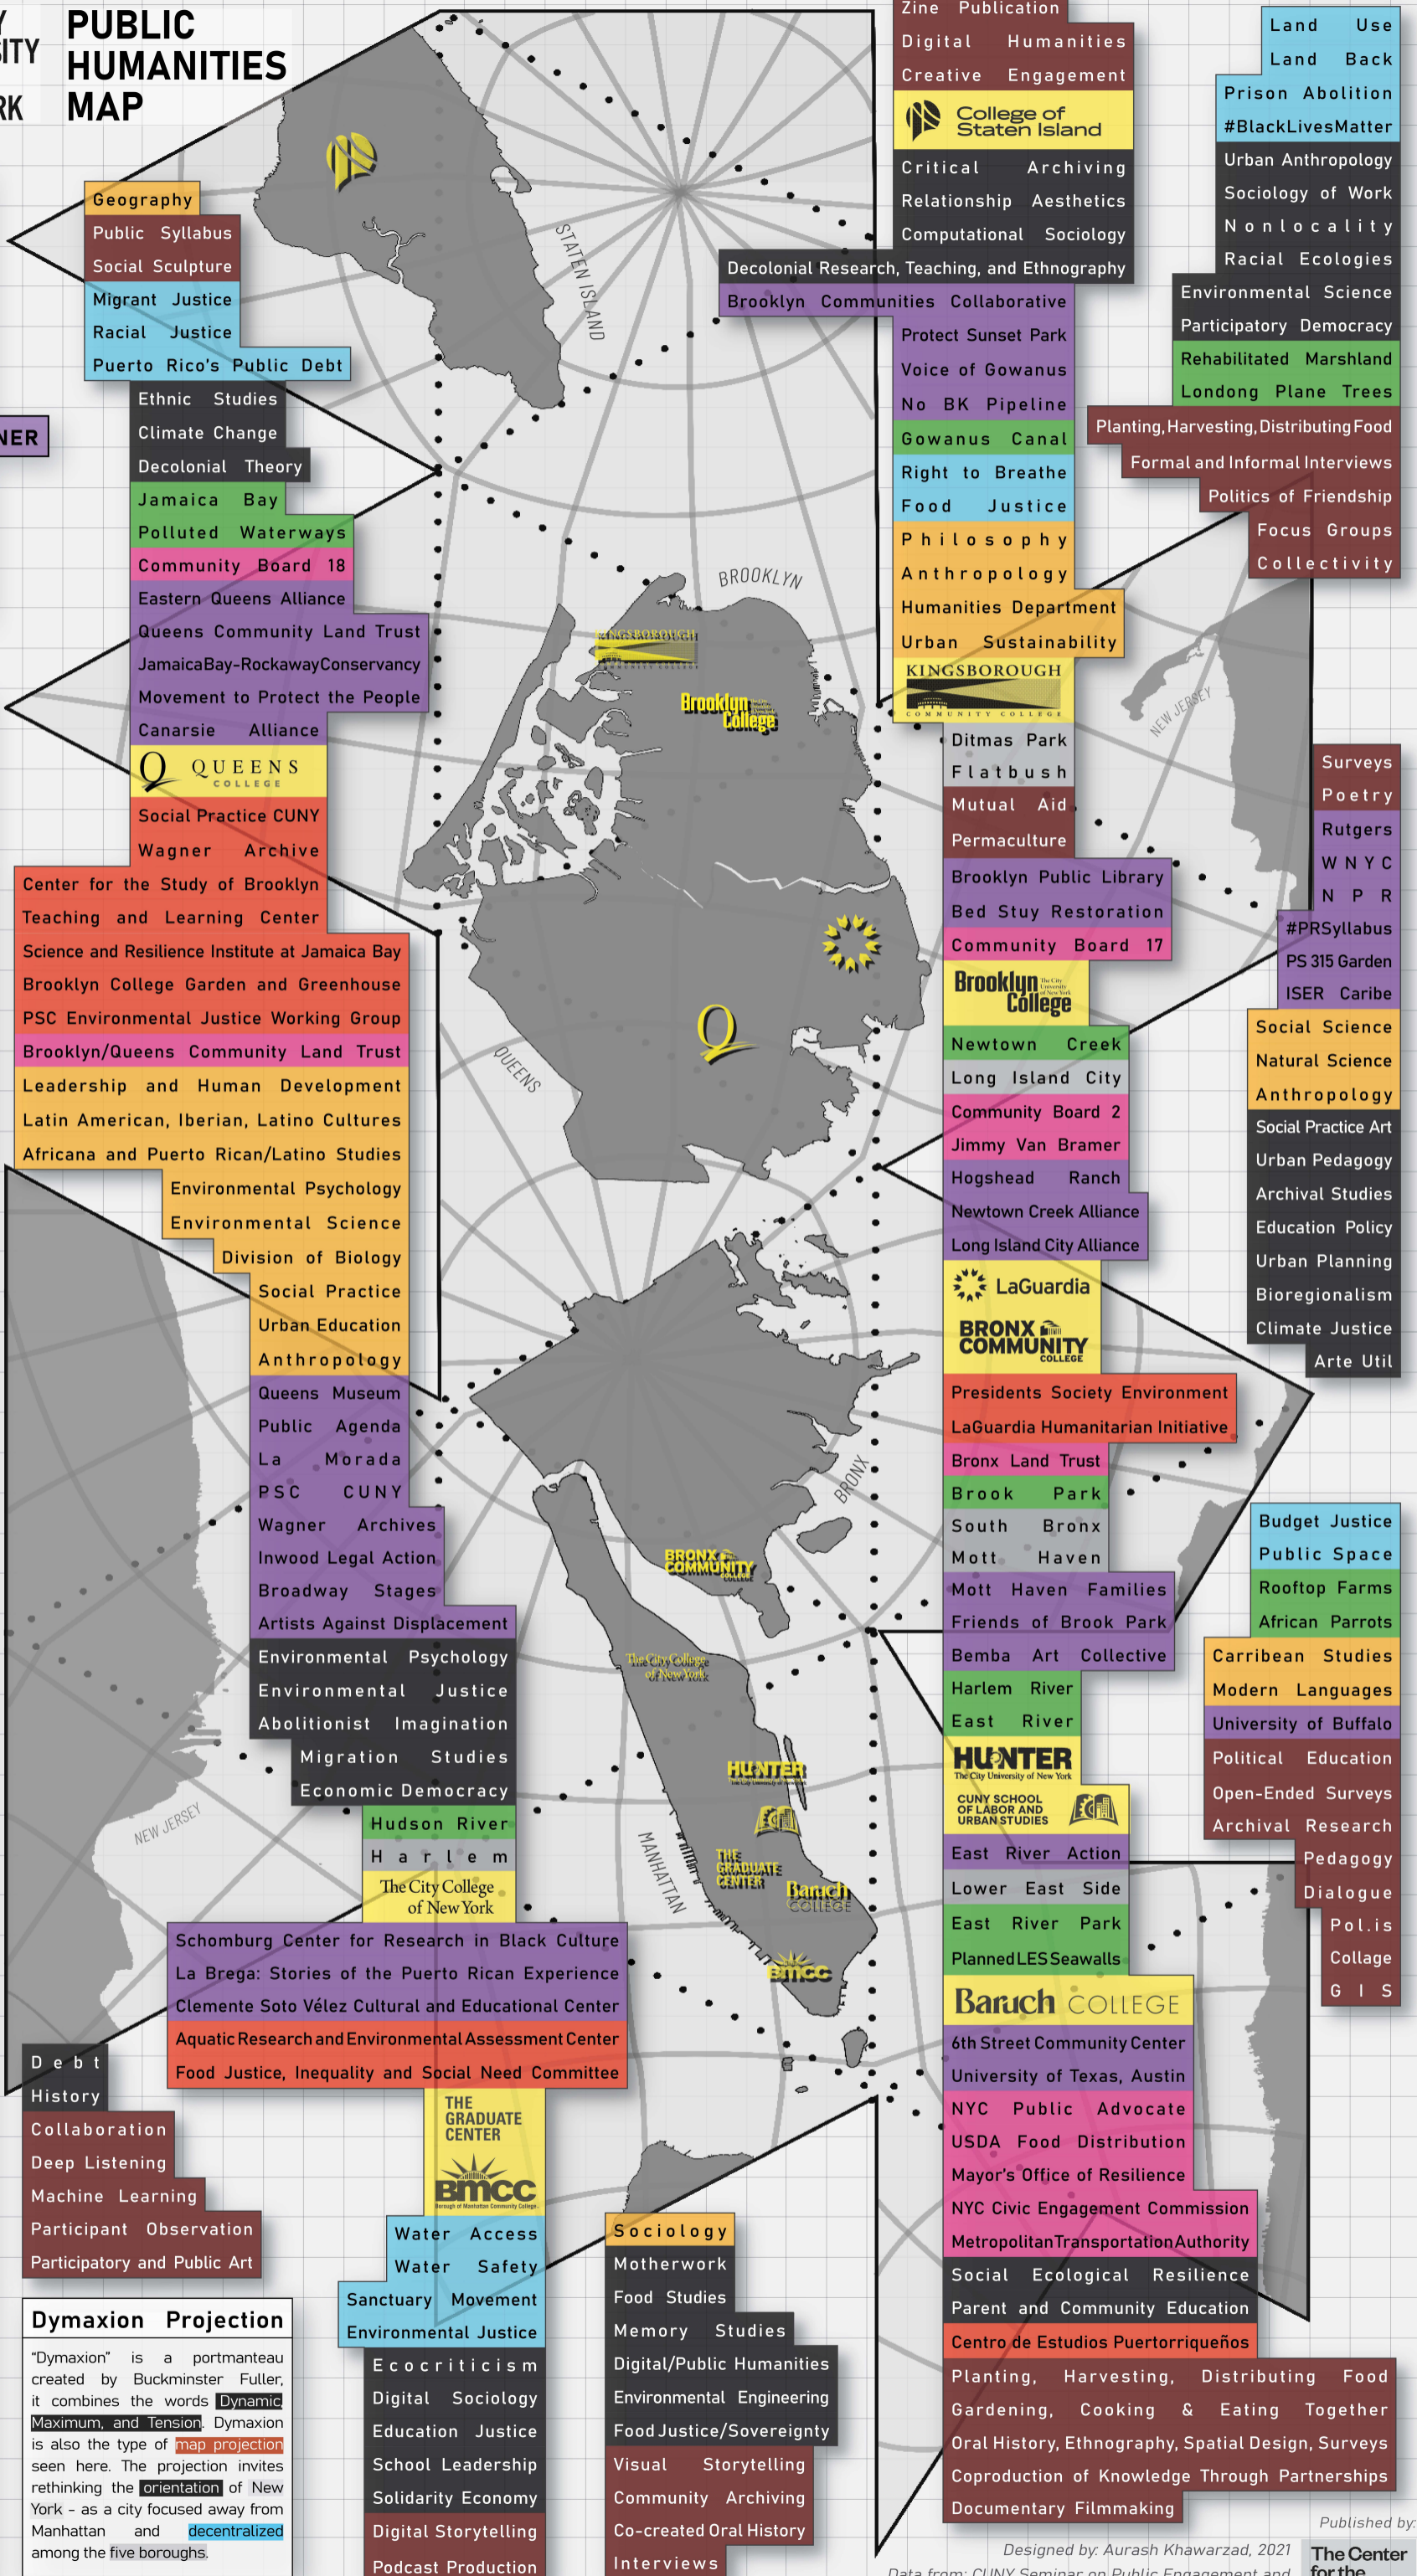 Y
SITY
RK
PUBLIC
HUMANITIES
MAP
NER
Geography
Public Syllabus
Social Sculpture
Migrant Justice
Racial Justice
Puerto Rico's Public Debt
Ethnic Studies
Climate Change
Decolonial Theory
Jamaica Bay
Polluted Waterways
Community Board 18
Eastern Queens Alliance
Queens Community Land Trust
JamaicaBay-RockawayConservancy
Movement to Protect the People
Canarsie Alliance
Q QUEENS
COLLEGE
Social Practice CUNY
Wagner Archive
Center for the Study of Brooklyn
Teaching and Learning Center
Science and Resilience Institute at Jamaica Bay
Brooklyn College Garden and Greenhouse
PSC Environmental Justice Working Group
Brooklyn/Queens Community Land Trust
Leadership and Human Development
Latin American, Iberian, Latino Cultures
Africana and Puerto Rican/Latino Studies
Environmental Psychology
Environmental Science
Division of Biology
Social Practice
Urban Education
Anthropology
Queens Museum
Public Agenda
La Morada
PSC CUNY
Wagner Archives
Inwood Legal Action
Broadway Stages
Artists Against Displacement
Environmental Psychology
Environmental Justice
Abolitionist Imagination
Migration Studies
Economic Democracy
Hudson River
Harlem
The City College
of New York
Schomburg Center for Research in Black Culture
La Brega: Stories of the Puerto Rican Experience
Clemente Soto Vélez Cultural and Educational Center
Aquatic Research and Environmental Assessment Center
Food Justice, Inequality and Social Need Committee
THE
GRADUATE
CENTER
BMCC
Borough of Manhattan Community College
Water Access
Water Safety
Sanctuary Movement
Environmental Justice
Ecocriticism
Digital Sociology
Education Justice
School Leadership
Solidarity Economy
Digital Storytelling
Podcast Production
Debt
History
Collaboration
Deep Listening
Machine Learning
Participant Observation
Participatory and Public Art
Dymaxion Projection
"Dymaxion" is a portmanteau
created by Buckminster Fuller,
it combines the words Dynamic,
Maximum, and Tension. Dymaxion
is also the type of map projection
seen here. The projection invites
rethinking the orientation of New
York - as a city focused away from
Manhattan and decentralized
among the five boroughs.
STATEN ISLAND
BROOKLYN
KINGSBOROUGH
Brooklyn
College
Q
QUEENS
BRONX
BRONX
COMMUNITY
COLLEGE
The City College
of New York
HUNTER
THE
GRADUATE
CENTER
Baruch
COLLEGE
BMCC
MANHATTAN
NEW JERSEY
NEW JERSEY
Sociology
Motherwork
Food Studies
Memory Studies
Digital/Public Humanities
Environmental Engineering
Food Justice/Sovereignty
Visual Storytelling
Community Archiving
Co-created Oral History
Interviews
Zine Publication
Digital Humanities
Creative Engagement
College of
Staten Island
Critical Archiving
Relationship Aesthetics
Computational Sociology
Decolonial Research, Teaching, and Ethnography
Brooklyn Communities Collaborative
Protect Sunset Park
Voice of Gowanus
No BK Pipeline
Gowanus Canal
Right to Breathe
Food Justice
Philosophy
Anthropology
Humanities Department
Urban Sustainability
KINGSBOROUGH
COMMUNITY COLLEGE
Ditmas Park
Flatbush
Mutual Aid
Permaculture
Brooklyn Public Library
Bed Stuy Restoration
Community Board 17
Brooklyn The City
University
of New York
College
Newtown Creek
Long Island City
Community Board 2
Jimmy Van Bramer
Hogshead Ranch
Newtown Creek Alliance
Long Island City Alliance
LaGuardia
BRONX
COMMUNITY
COLLEGE
Presidents Society Environment
LaGuardia Humanitarian Initiative
Bronx Land Trust
Brook Park
South Bronx
Mott Haven
Mott Haven Families
Friends of Brook Park
Bemba Art Collective
Harlem River
East River
HUNTER
The City University of New York
CUNY SCHOOL
OF LABOR AND
URBAN STUDIES
East River Action
Lower East Side
East River Park
Planned LES Seawalls
Baruch COLLEGE
6th Street Community Center
University of Texas, Austin
NYC Public Advocate
USDA Food Distribution
Mayor's Office of Resilience
NYC Civic Engagement Commission
MetropolitanTransportationAuthority
Social Ecological Resilience
Parent and Community Education
Centro de Estudios Puertorriqueños
Planting, Harvesting, Distributing Food
Gardening, Cooking & Eating Together
Oral History, Ethnography, Spatial Design, Surveys
Coproduction of Knowledge Through Partnerships
Documentary Filmmaking
Land Use
Land Back
Prison Abolition
#BlackLivesMatter
Urban Anthropology
Sociology of Work
Nonlocality
Racial Ecologies
Environmental Science
Participatory Democracy
Rehabilitated Marshland
Londong Plane Trees
Planting, Harvesting, Distributing Food
Formal and Informal Interviews
Politics of Friendship
Focus Groups
Collectivity
Surveys
Poetry
Rutgers
WNYC
NPR
#PRSyllabus
PS 315 Garden
ISER Caribe
Social Science
Natural Science
Anthropology
Social Practice Art
Urban Pedagogy
Archival Studies
Education Policy
Urban Planning
Bioregionalism
Climate Justice
Arte Util
Budget Justice
Public Space
Rooftop Farms
African Parrots
Carribean Studies
Modern Languages
University of Buffalo
Political Education
Open-Ended Surveys
Archival Research
Pedagogy
Dialogue
Pol.is
Collage
GIS
Published by:
Designed by: Aurash Khawarzad, 2021
The Center
for the
Data from: CUNY Seminar on Public Engagement and